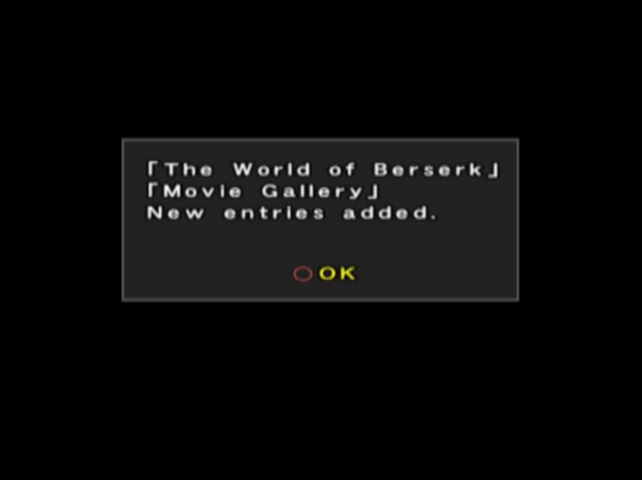 「The World of Berserk」
「Movie Gallery」
New entries added.
OK